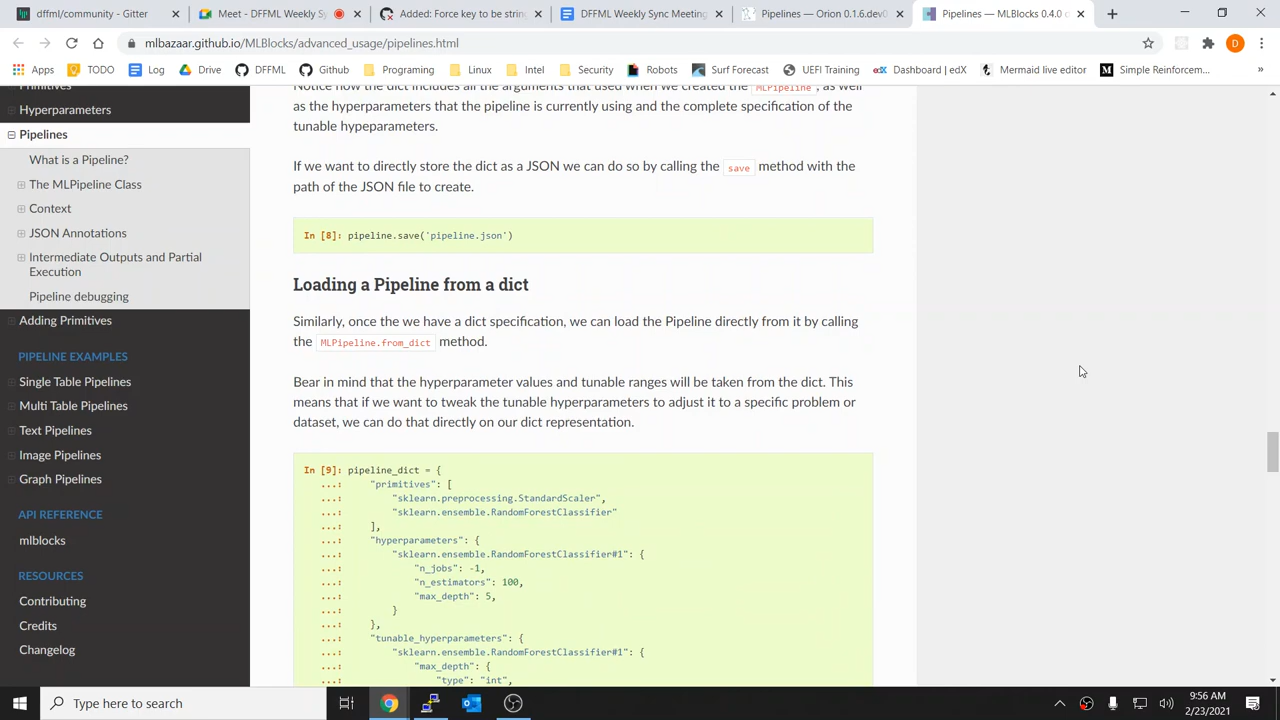 dffml/community - Gitter
Meet - DFFML Weekly Sy
Added: Force key to be string
DFFML Weekly Sync Meeting
Pipelines — Orion 0.1.6.dev0
Pipelines — MLBlocks 0.4.0 d
mlbazaar.github.io/MLBlocks/advanced_usage/pipelines.html
D
Apps
TODO
Log
Drive
DFFML
Github
Programing
Linux
Intel
Security
Robots
Surf Forecast
UEFI Training
edX Dashboard | edX
Mermaid live editor
M Simple Reinforcem...
»
Primitives
Hyperparameters
Pipelines
What is a Pipeline?
The MLPipeline Class
Context
JSON Annotations
Intermediate Outputs and Partial
Execution
Pipeline debugging
Adding Primitives
PIPELINE EXAMPLES
Single Table Pipelines
Multi Table Pipelines
Text Pipelines
Image Pipelines
Graph Pipelines
API REFERENCE
mlblocks
RESOURCES
Contributing
Credits
Changelog
Notice how the dict includes all the arguments that used when we created the MLPipeline, as well
as the hyperparameters that the pipeline is currently using and the complete specification of the
tunable hypeparameters.
If we want to directly store the dict as a JSON we can do so by calling the save method with the
path of the JSON file to create.
In [8]: pipeline.save('pipeline.json')
Loading a Pipeline from a dict
Similarly, once the we have a dict specification, we can load the Pipeline directly from it by calling
the MLPipeline.from_dict method.
Bear in mind that the hyperparameter values and tunable ranges will be taken from the dict. This
means that if we want to tweak the tunable hyperparameters to adjust it to a specific problem or
dataset, we can do that directly on our dict representation.
In [9]: pipeline_dict = {
...: "primitives": [
...: "sklearn.preprocessing.StandardScaler",
...: "sklearn.ensemble.RandomForestClassifier"
...: ],
...: "hyperparameters": {
...: "sklearn.ensemble.RandomForestClassifier#1": {
...: "n_jobs": -1,
...: "n_estimators": 100,
...: "max_depth": 5,
...: }
...: },
...: "tunable_hyperparameters": {
...: "sklearn.ensemble.RandomForestClassifier#1": {
...: "max_depth": {
...: "type": "int",
Type here to search
9:56 AM
2/23/2021